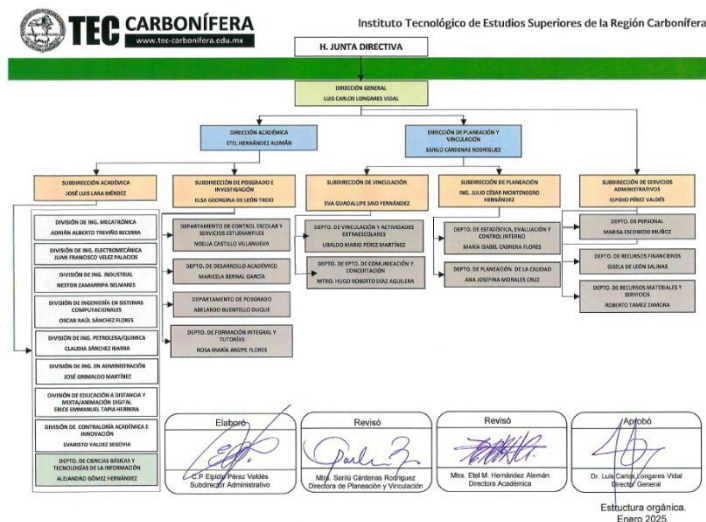 TEC CARBONÍFERA
www.tec-carbonifera.edu.mx
Instituto Tecnológico de Estudios Superiores de la Región Carbonífera
H. JUNTA DIRECTIVA
DIRECCIÓN GENERAL
LUIS CARLOS LONGARES VIDAL
DIRECCIÓN ACADÉMICA
ETEL HERNÁNDEZ ALEMÁN
DIRECCIÓN DE PLANEACIÓN Y
VINCULACIÓN
SARILÚ CÁRDENAS RODRÍGUEZ
SUBDIRECCIÓN ACADÉMICA
JOSÉ LUIS LARA MÉNDEZ
SUBDIRECCIÓN DE POSGRADO E
INVESTIGACIÓN
ELSA GEORGINA DE LEÓN TREJO
SUBDIRECCIÓN DE VINCULACIÓN
EVA GUADALUPE SAID FERNÁNDEZ
SUBDIRECCIÓN DE PLANEACIÓN
ING. JULIO CÉSAR MONTENEGRO
HERNÁNDEZ
SUBDIRECCIÓN DE SERVICIOS
ADMINISTRATIVOS
ELPIDIO PÉREZ VALDÉS
DIVISIÓN DE ING. MECATRÓNICA
ADRIÁN ALBERTO TREVIÑO BECERRA
DIVISIÓN DE ING. ELECTROMECÁNICA
JUAN FRANCISCO VELEZ PALACIOS
DIVISIÓN DE ING. INDUSTRIAL
NESTOR ZAMARRIPA BELMARES
DIVISIÓN DE INGENIERÍA EN SISTEMAS
COMPUTACIONALES
OSCAR RAÚL SÁNCHEZ FLORES
DIVISIÓN DE ING. PETROLERA/QUIMICA
CLAUDIA SÁNCHEZ IBARRA
DIVISIÓN DE ING. EN ADMINISTRACIÓN
JOSÉ GRIMALDO MARTÍNEZ
DIVISIÓN DE EDUCACIÓN A DISTANCIA Y
MIXTA/ANIMACIÓN DIGITAL
ERICE EMMANUEL TAPIA HERRERA
DIVISIÓN DE CONTRALORÍA ACADÉMICA E
INNOVACIÓN
EVARISTO VALDEZ SEGOVIA
DEPTO. DE CIENCIAS BÁSICAS Y
TECNOLOGÍAS DE LA INFORMACIÓN
ALEJANDRO GÓMEZ HERNÁNDEZ
DEPARTAMENTO DE CONTROL ESCOLAR Y
SERVICIOS ESTUDIANTILES
NOELIA CASTILLO VILLANUEVA
DEPTO. DE DESARROLLO ACADÉMICO
MARICELA BERNAL GARCÍA
DEPARTAMENTO DE POSGRADO
ABELARDO BUENTELLO DUQUE
DEPTO. DE FORMACIÓN INTEGRAL Y
TUTORÍAS
ROSA MARÍA ARIZPE FLORES
DEPTO. DE VINCULACIÓN Y ACTIVIDADES
EXTRAESCOLARES
UBALDO MARIO PÉREZ MARTÍNEZ
DEPTO. DE EPTO. DE COMUNICACIÓN Y
CONCERTACIÓN
MTRO. HUGO ROBERTO DÍAZ AGUILERA
DEPTO. DE ESTADÍSTICA, EVALUACIÓN Y
CONTROL INTERNO
MARÍA ISABEL CABRERA FLORES
DEPTO. DE PLANEACIÓN DE LA CALIDAD
ANA JOSEFINA MORALES CRUZ
DEPTO. DE PERSONAL
MARISA ESCOBEDO MUÑOZ
DEPTO. DE RECURSOS FINANCIEROS
GISELA DE LEÓN SALINAS
DEPTO. DE RECURSOS MATERIALES Y
SERVICIOS
ROBERTO TAMEZ ZAMORA
Elaboró
C.P Elpidio Pérez Valdés
Subdirector Administrativo
Revisó
Mtra. Sarilú Cárdenas Rodríguez
Directora de Planeación y Vinculación
Revisó
Mtra. Etel M. Hernández Alemán
Directora Académica
Aprobó
Dr. Luis Carlos Longares Vidal
Director General
Estructura orgánica.
Enero 2025.